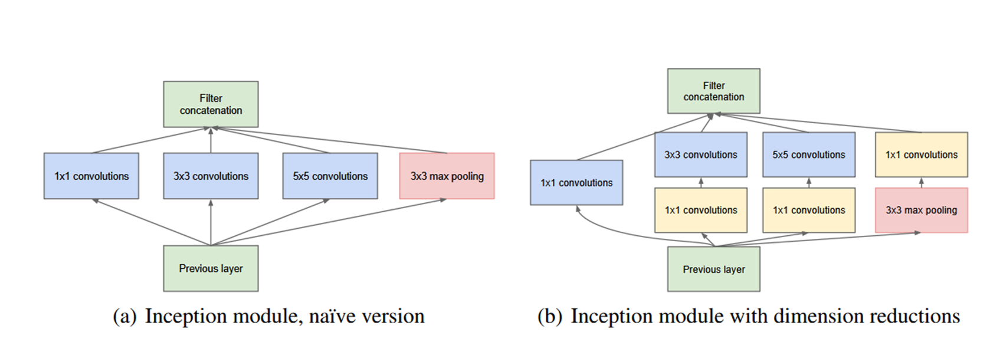 Filter
concatenation
1x1 convolutions
3x3 convolutions
5x5 convolutions
3x3 max pooling
Previous layer
(a) Inception module, naïve version
Filter
concatenation
3x3 convolutions
5x5 convolutions
1x1 convolutions
1x1 convolutions
1x1 convolutions
1x1 convolutions
3x3 max pooling
Previous layer
(b) Inception module with dimension reductions